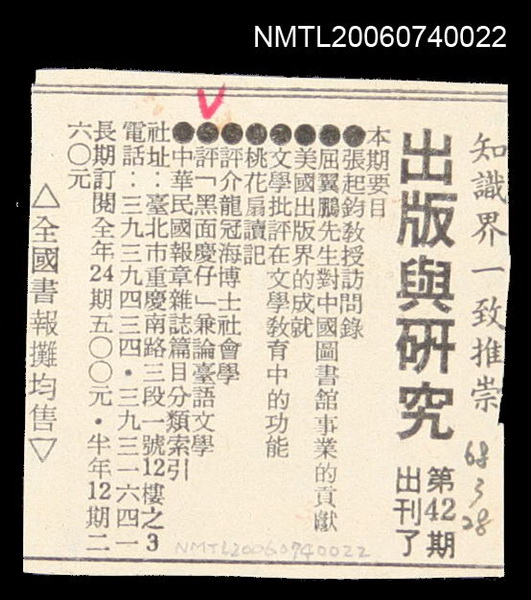 NMTL20060740022
知識界一致推崇
68 3 28
出版與研究
第42期
出刊了
本期要目
●張起鈞教授訪問錄
●屈翼鵬先生對中國圖書館事業的貢獻
●美國出版界的成就
●文學批評在文學教育中的功能
●桃花扇讀記
●評介龍冠海博士社會學
●評「黑面慶仔」兼論臺語文學
●中華民國報章雜誌篇目分類索引
社址：臺北市重慶南路三段一號12樓之3
電話：三九三九四三四・三九三一六四一
長期訂閱全年24期五〇〇元・半年12期二
六〇元
△全國書報攤均售▽
NMTL20060740022